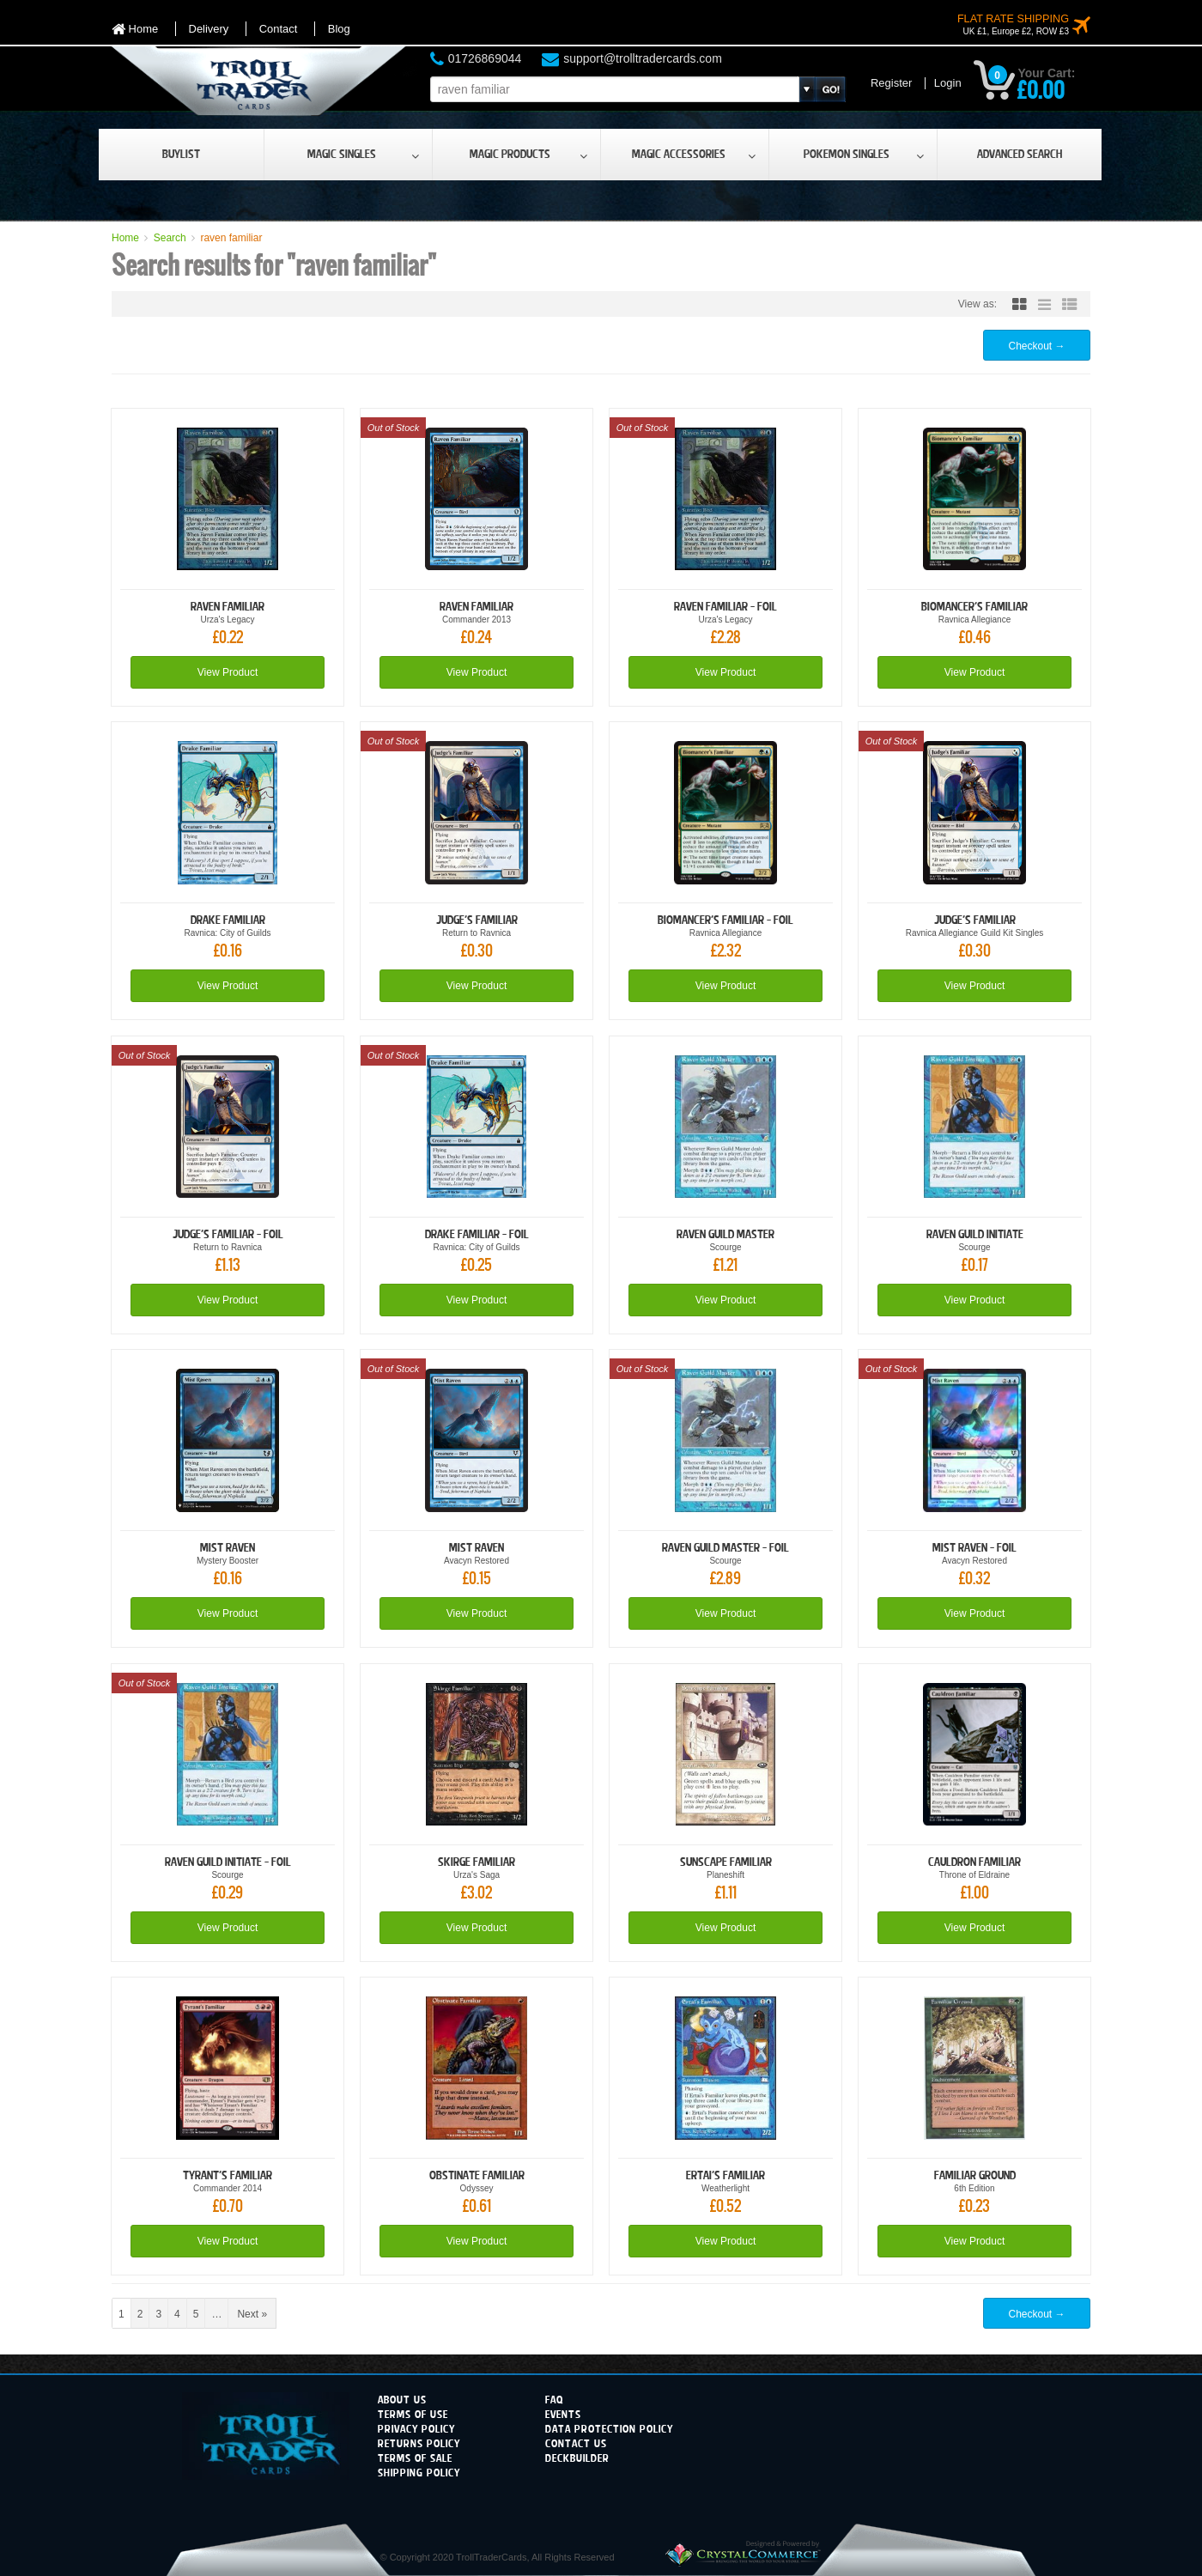 Home
Delivery
Contact
Blog
FLAT RATE SHIPPING
UK £1, Europe £2, ROW £3
TROLL
TRADER
CARDS
01726869044
support@trolltradercards.com
raven familiar
GO!
Register
Login
0
Your Cart:
£0.00
BUYLIST
MAGIC SINGLES
MAGIC PRODUCTS
MAGIC ACCESSORIES
POKEMON SINGLES
ADVANCED SEARCH
Home › Search › raven familiar
Search results for "raven familiar"
View as:
Checkout →
RAVEN FAMILIAR
Urza's Legacy
£0.22
View Product
Out of Stock
RAVEN FAMILIAR
Commander 2013
£0.24
View Product
Out of Stock
RAVEN FAMILIAR - FOIL
Urza's Legacy
£2.28
View Product
BIOMANCER'S FAMILIAR
Ravnica Allegiance
£0.46
View Product
DRAKE FAMILIAR
Ravnica: City of Guilds
£0.16
View Product
Out of Stock
JUDGE'S FAMILIAR
Return to Ravnica
£0.30
View Product
BIOMANCER'S FAMILIAR - FOIL
Ravnica Allegiance
£2.32
View Product
Out of Stock
JUDGE'S FAMILIAR
Ravnica Allegiance Guild Kit Singles
£0.30
View Product
Out of Stock
JUDGE'S FAMILIAR - FOIL
Return to Ravnica
£1.13
View Product
Out of Stock
DRAKE FAMILIAR - FOIL
Ravnica: City of Guilds
£0.25
View Product
RAVEN GUILD MASTER
Scourge
£1.21
View Product
RAVEN GUILD INITIATE
Scourge
£0.17
View Product
MIST RAVEN
Mystery Booster
£0.16
View Product
Out of Stock
MIST RAVEN
Avacyn Restored
£0.15
View Product
Out of Stock
RAVEN GUILD MASTER - FOIL
Scourge
£2.89
View Product
Out of Stock
MIST RAVEN - FOIL
Avacyn Restored
£0.32
View Product
Out of Stock
RAVEN GUILD INITIATE - FOIL
Scourge
£0.29
View Product
SKIRGE FAMILIAR
Urza's Saga
£3.02
View Product
SUNSCAPE FAMILIAR
Planeshift
£1.11
View Product
CAULDRON FAMILIAR
Throne of Eldraine
£1.00
View Product
TYRANT'S FAMILIAR
Commander 2014
£0.70
View Product
OBSTINATE FAMILIAR
Odyssey
£0.61
View Product
ERTAI'S FAMILIAR
Weatherlight
£0.52
View Product
FAMILIAR GROUND
6th Edition
£0.23
View Product
1 2 3 4 5 … Next »
Checkout →
TROLL
TRADER
CARDS
ABOUT US
TERMS OF USE
PRIVACY POLICY
RETURNS POLICY
TERMS OF SALE
SHIPPING POLICY
FAQ
EVENTS
DATA PROTECTION POLICY
CONTACT US
DECKBUILDER
© Copyright 2020 TrollTraderCards, All Rights Reserved
Designed & Powered by
CRYSTALCOMMERCE